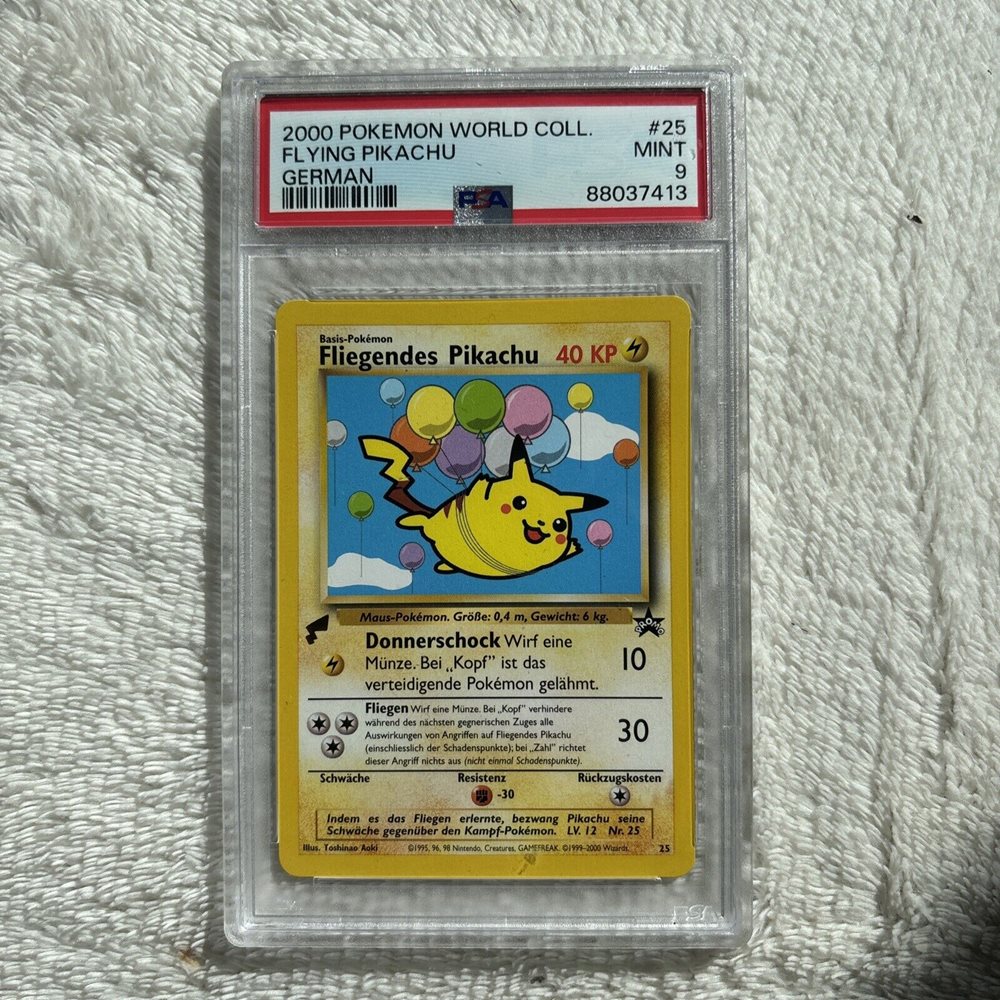 2000 POKEMON WORLD COLL. #25
FLYING PIKACHU MINT
GERMAN 9
88037413
PSA
Basis-Pokémon
Fliegendes Pikachu 40 KP
Maus-Pokémon. Größe: 0,4 m, Gewicht: 6 kg.
PROMO
Donnerschock Wirf eine
Münze. Bei „Kopf” ist das
verteidigende Pokémon gelähmt.
10
Fliegen Wirf eine Münze. Bei „Kopf” verhindere
während des nächsten gegnerischen Zuges alle
Auswirkungen von Angriffen auf Fliegendes Pikachu
(einschliesslich der Schadenspunkte); bei „Zahl” richtet
dieser Angriff nichts aus (nicht einmal Schadenspunkte).
30
Schwäche Resistenz Rückzugskosten
-30
Indem es das Fliegen erlernte, bezwang Pikachu seine
Schwäche gegenüber den Kampf-Pokémon. LV. 12 Nr. 25
Illus. Toshinao Aoki ©1995, 96, 98 Nintendo, Creatures, GAMEFREAK. ©1999-2000 Wizards. 25
PSA